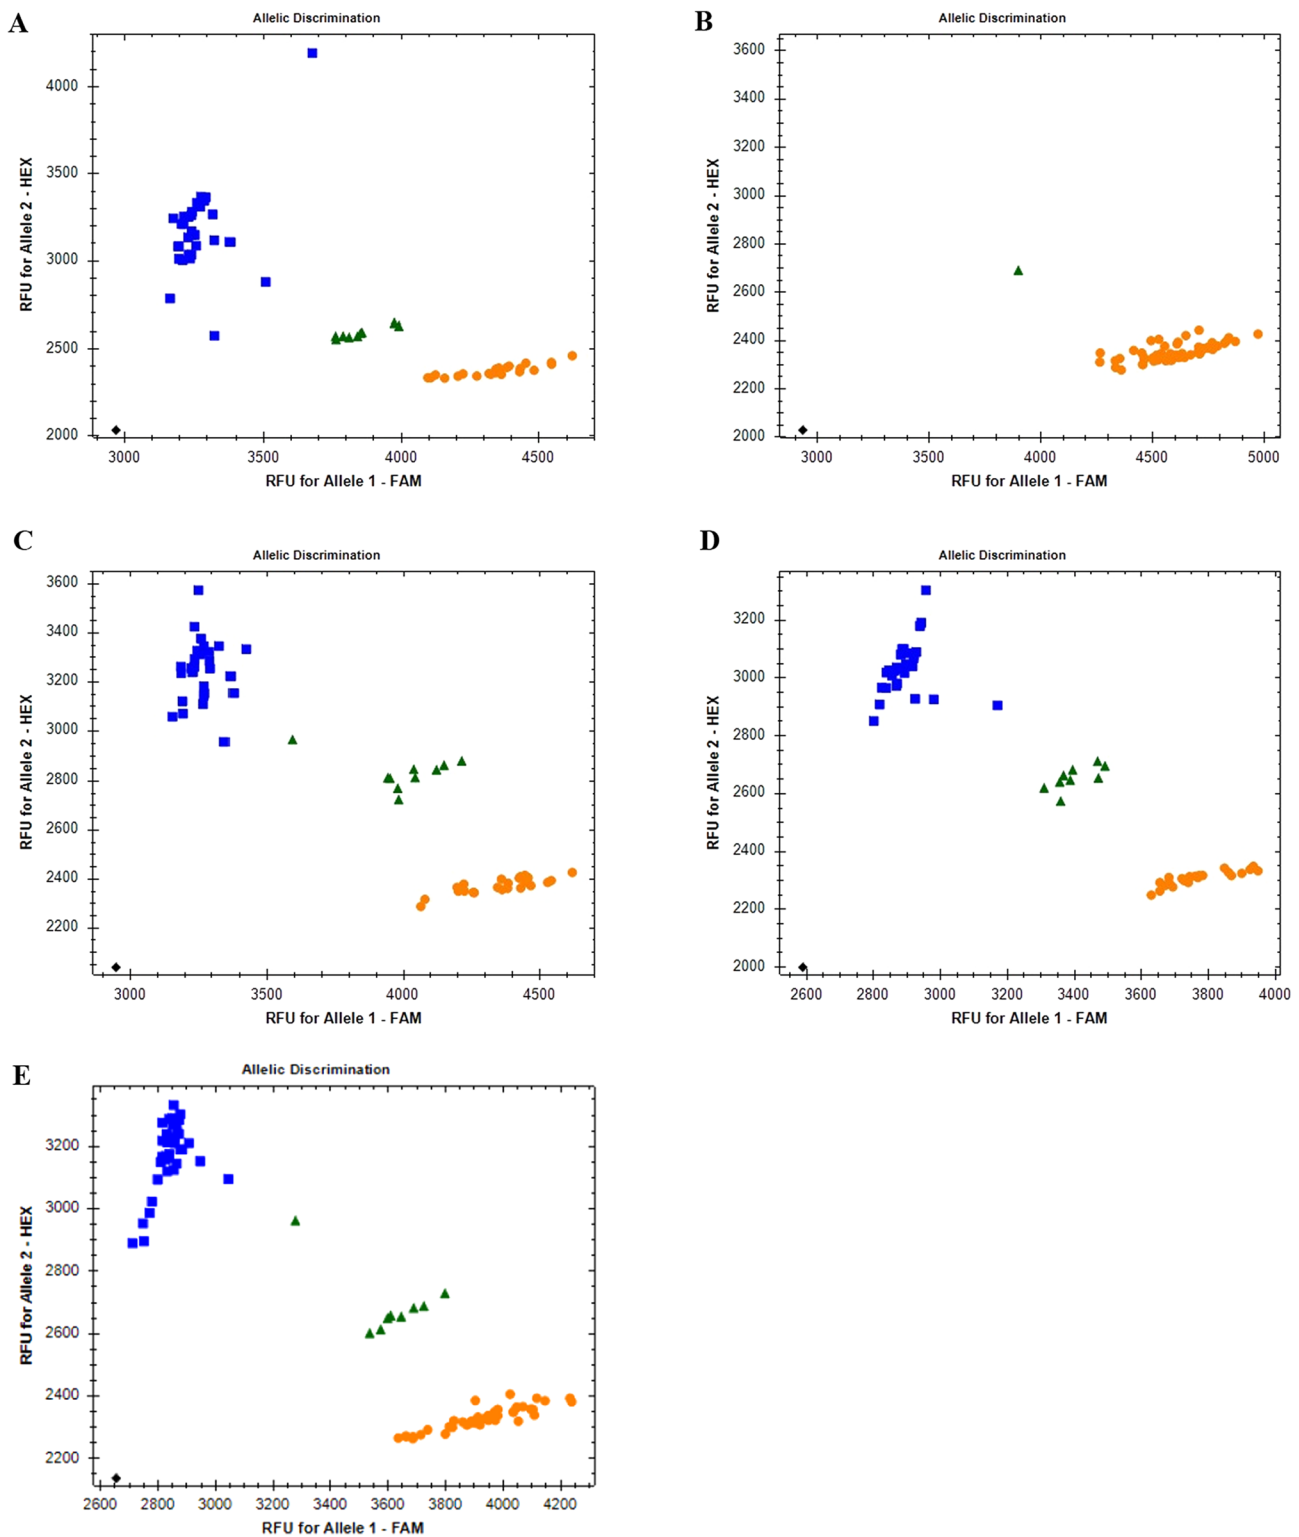 A
Allelic Discrimination
RFU for Allele 2 - HEX
4000
3500
3000
2500
2000
3000 3500 4000 4500
RFU for Allele 1 - FAM
B
Allelic Discrimination
RFU for Allele 2 - HEX
3600
3400
3200
3000
2800
2600
2400
2200
2000
3000 3500 4000 4500 5000
RFU for Allele 1 - FAM
C
Allelic Discrimination
RFU for Allele 2 - HEX
3600
3400
3200
3000
2800
2600
2400
2200
3000 3500 4000 4500
RFU for Allele 1 - FAM
D
Allelic Discrimination
RFU for Allele 2 - HEX
3200
3000
2800
2600
2400
2200
2000
2600 2800 3000 3200 3400 3600 3800 4000
RFU for Allele 1 - FAM
E
Allelic Discrimination
RFU for Allele 2 - HEX
3200
3000
2800
2600
2400
2200
2600 2800 3000 3200 3400 3600 3800 4000 4200
RFU for Allele 1 - FAM